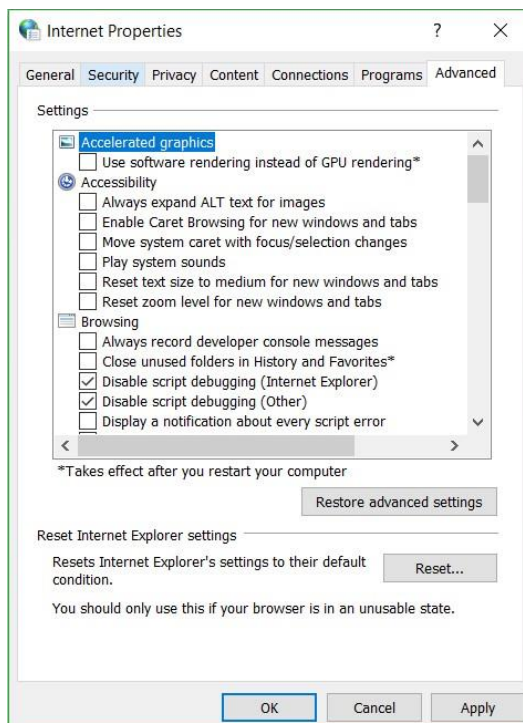 Internet Properties
?
General Security Privacy Content Connections Programs Advanced
Settings
Accelerated graphics
Use software rendering instead of GPU rendering*
Accessibility
Always expand ALT text for images
Enable Caret Browsing for new windows and tabs
Move system caret with focus/selection changes
Play system sounds
Reset text size to medium for new windows and tabs
Reset zoom level for new windows and tabs
Browsing
Always record developer console messages
Close unused folders in History and Favorites*
Disable script debugging (Internet Explorer)
Disable script debugging (Other)
Display a notification about every script error
*Takes effect after you restart your computer
Restore advanced settings
Reset Internet Explorer settings
Resets Internet Explorer's settings to their default
condition.
Reset...
You should only use this if your browser is in an unusable state.
OK Cancel Apply